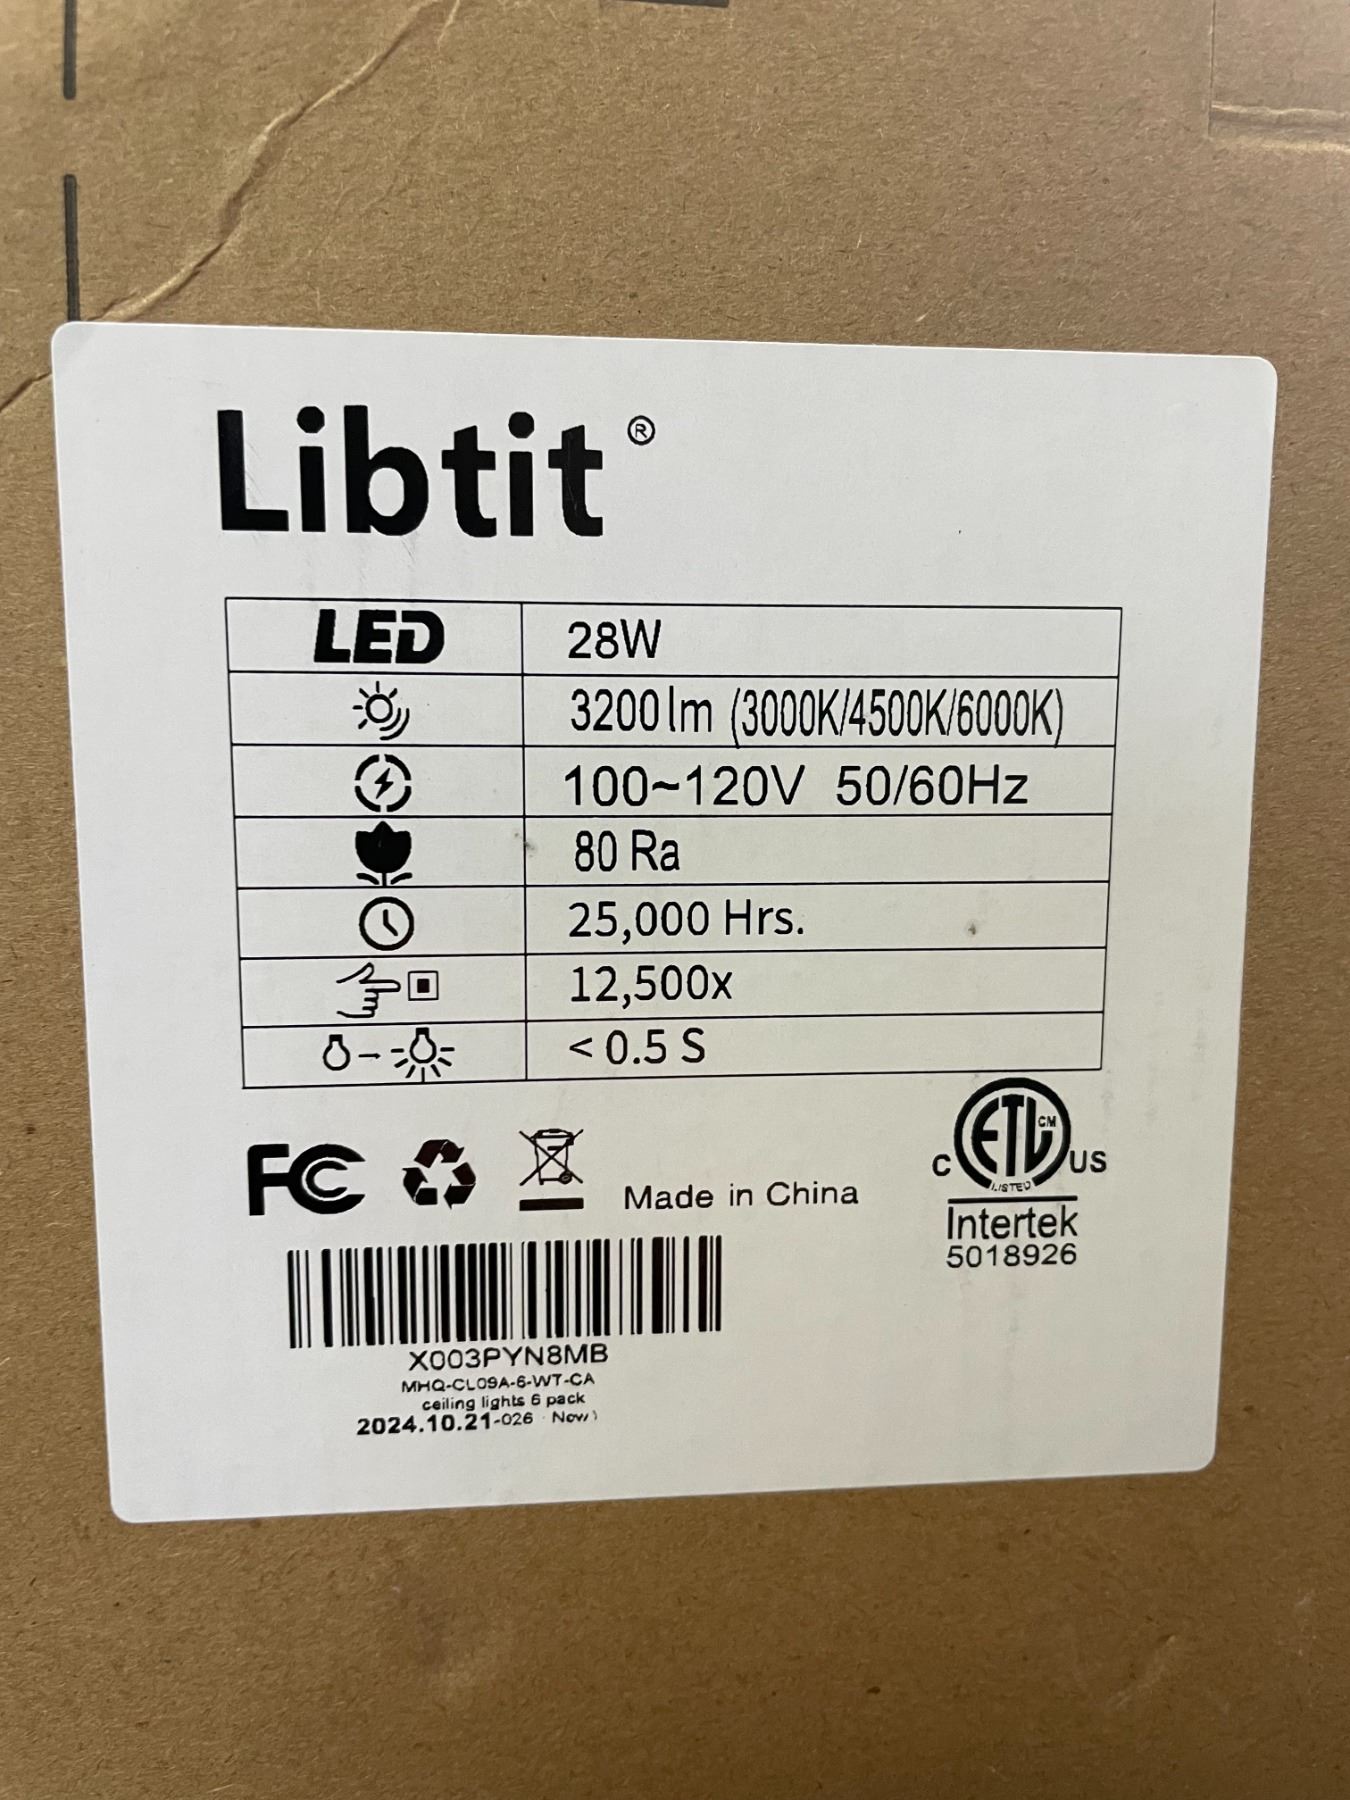 Libtit ®
LED 28W
3200 lm (3000K/4500K/6000K)
100~120V 50/60Hz
80 Ra
25,000 Hrs.
12,500x
< 0.5 S
FC Made in China
C ETL CM US
LISTED
Intertek
5018926
X003PYN8MB
MHQ-CL09A-6-WT-CA
ceiling lights 6 pack
2024.10.21-026 New